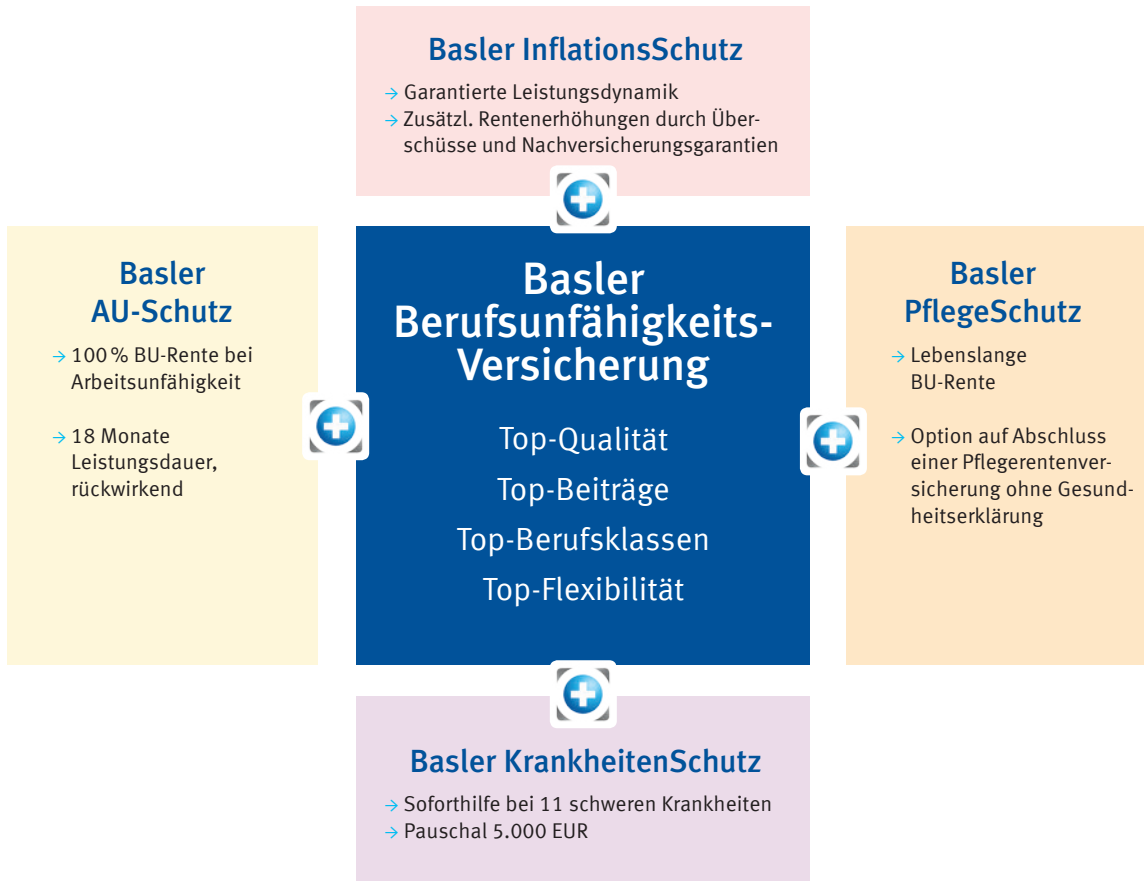 Basler InflationsSchutz
→ Garantierte Leistungsdynamik
→ Zusätzl. Rentenerhöhungen durch Über-
schüsse und Nachversicherungsgarantien
Basler
AU-Schutz
→ 100 % BU-Rente bei
Arbeitsunfähigkeit
→ 18 Monate
Leistungsdauer,
rückwirkend
Basler
Berufsunfähigkeits-
Versicherung
Top-Qualität
Top-Beiträge
Top-Berufsklassen
Top-Flexibilität
Basler
PflegeSchutz
→ Lebenslange
BU-Rente
→ Option auf Abschluss
einer Pflegerentenver-
sicherung ohne Gesund-
heitserklärung
Basler KrankheitenSchutz
→ Soforthilfe bei 11 schweren Krankheiten
→ Pauschal 5.000 EUR